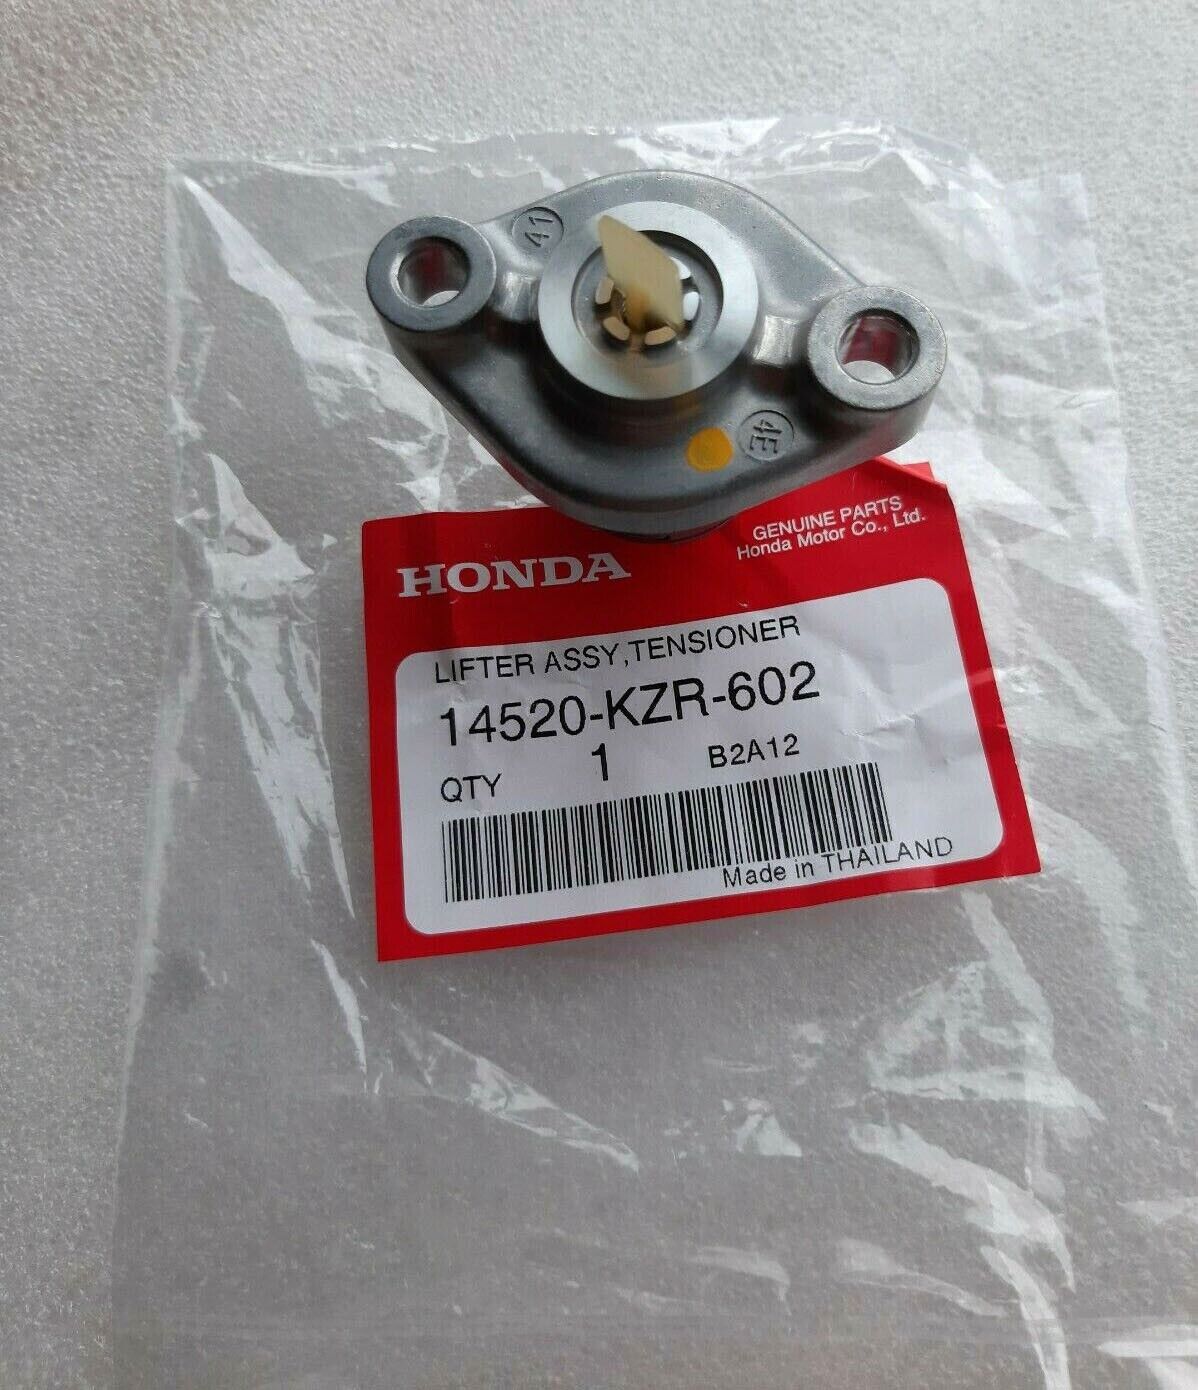 41
4E
GENUINE PARTS
HONDA
Honda Motor Co., Ltd.
LIFTER ASSY,TENSIONER
14520-KZR-602
QTY 1 B2A12
Made in THAILAND